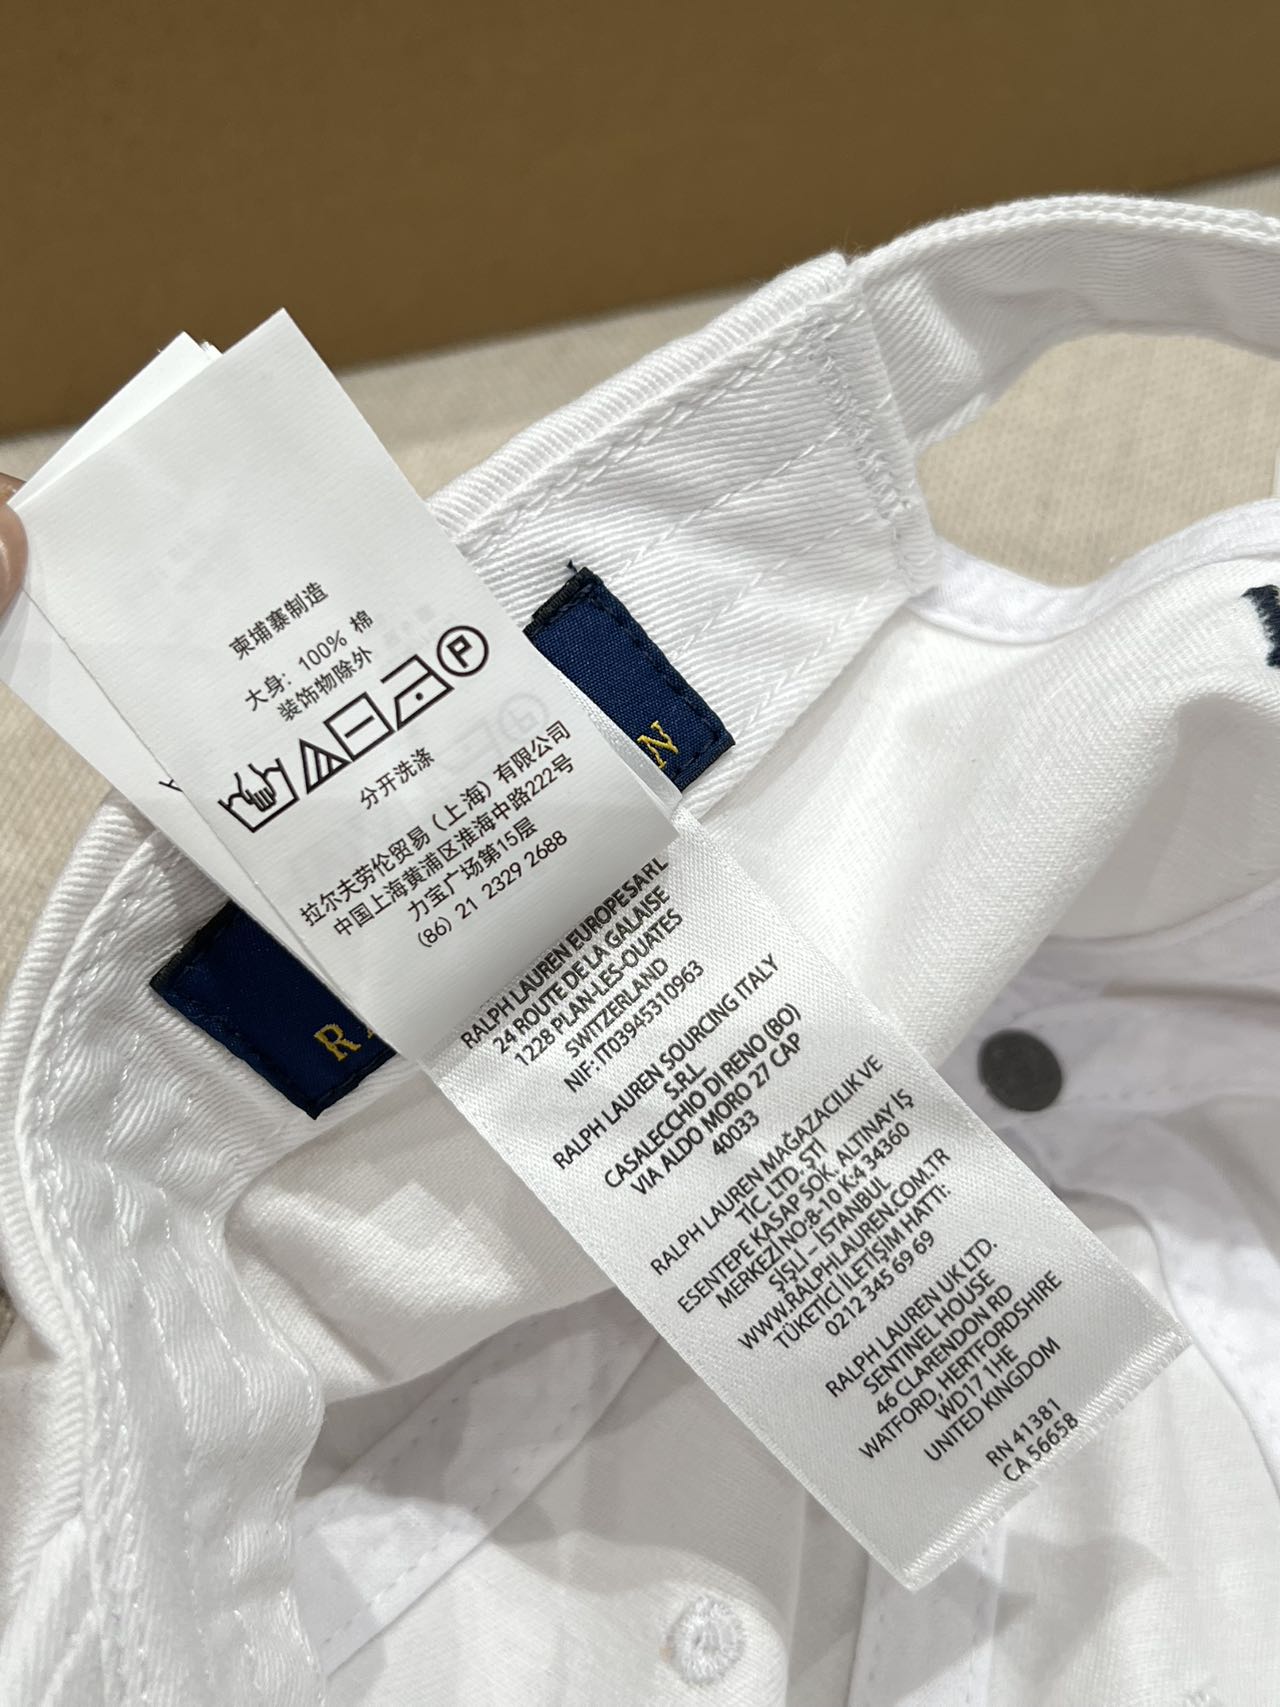 柬埔寨制造
大身: 100% 棉
装饰物除外
P
分开洗涤
拉尔夫劳伦贸易（上海）有限公司
中国上海黄浦区淮海中路222号
力宝广场第15层
(86) 21 2329 2688
RALPH LAUREN EUROPE SARL
24 ROUTE DE LA GALAISE
1228 PLAN-LES-OUATES
SWITZERLAND
NIF: IT03945310963
RALPH LAUREN SOURCING ITALY
S.R.L
CASALECCHIO DI RENO (BO)
VIA ALDO MORO 27 CAP
40033
RALPH LAUREN MAĞAZACILIK VE
TİC. LTD. ŞTİ
ESENTEPE KASAP SOK. ALTINAY İŞ
MERKEZİ NO:8-10 K:4 34360
ŞİŞLİ – İSTANBUL
WWW.RALPHLAUREN.COM.TR
TÜKETİCİ İLETİŞİM HATTI:
0212 345 69 69
RALPH LAUREN UK LTD.
SENTINEL HOUSE
46 CLARENDON RD
WATFORD, HERTFORDSHIRE
WD17 1HE
UNITED KINGDOM
RN 41381
CA 56658